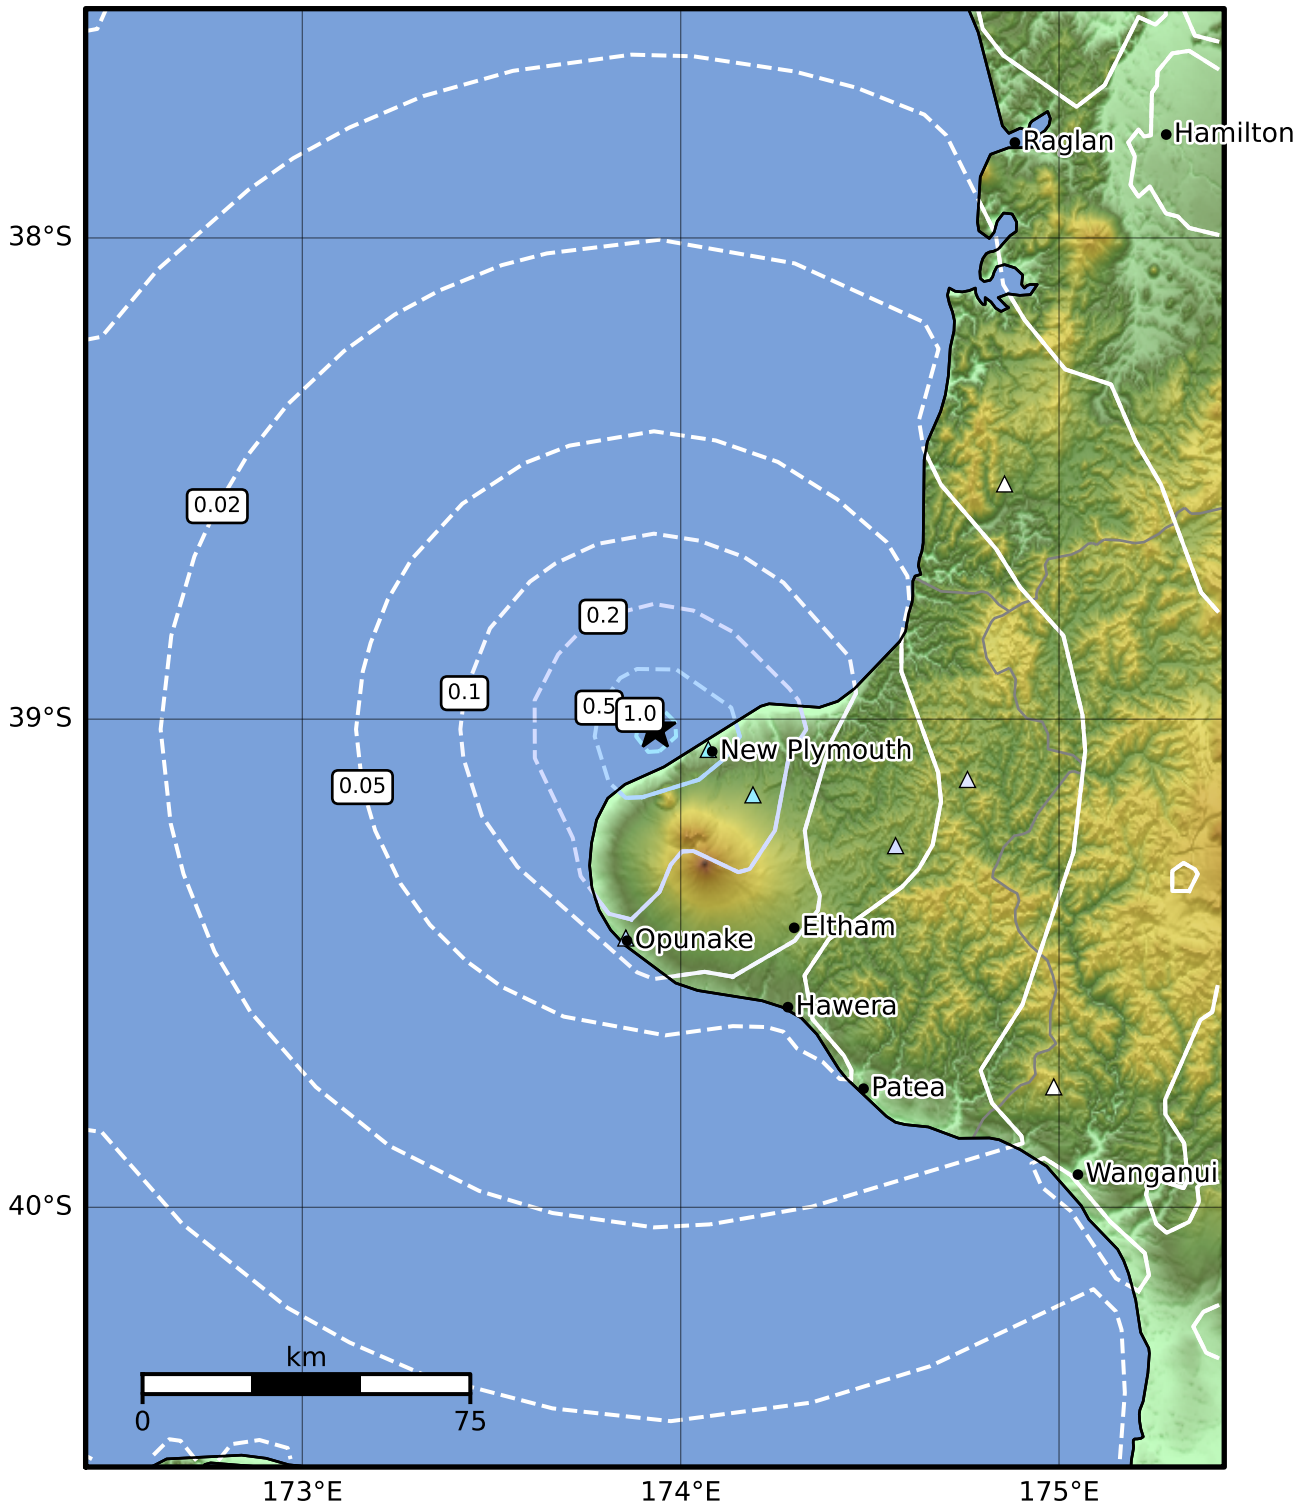 Raglan
Hamilton
38°S
0.02
0.2
0.1
0.5
1.0
39°S
New Plymouth
0.05
Eltham
Opunake
Hawera
Patea
Wanganui
40°S
km
0
75
173°E
174°E
175°E